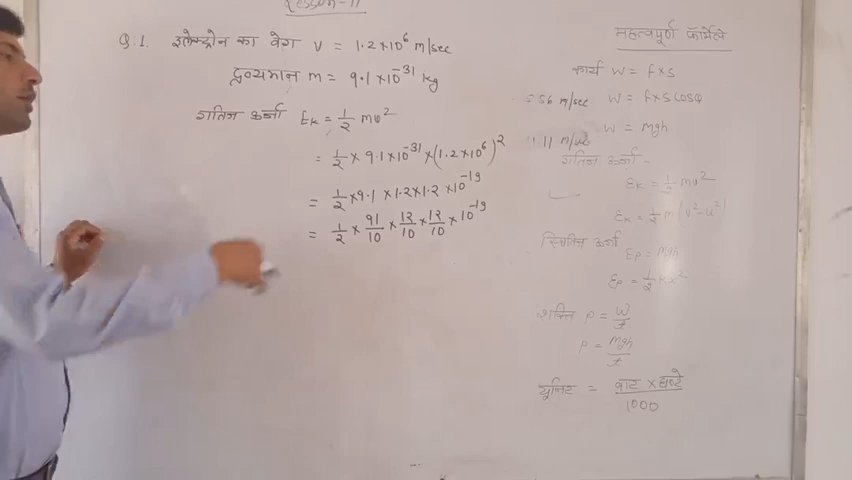 Q.1. इलेक्ट्रोन का वेग v = 1.2×10⁶ m/sec
द्रव्यमान m = 9.1×10⁻³¹ kg
गतिज ऊर्जा Eₖ = 1/2 mv²
= 1/2 × 9.1×10⁻³¹ × (1.2×10⁶)²
= 1/2 × 9.1 × 1.2 × 1.2 × 10⁻¹⁹
= 1/2 × 91/10 × 12/10 × 12/10 × 10⁻¹⁹
महत्वपूर्ण फॉर्मूले
कार्य W = f×s
5.56 m/sec
W = f×s cosθ
W = mgh
11 m/sec
गतिज ऊर्जा -
Eₖ = 1/2 mv²
Eₖ = 1/2 m (v²-u²)
स्थितिज ऊर्जा
Eₚ = mgh
Eₚ = 1/2 kx²
शक्ति P = W/t
P = mgh/t
यूनिट = वाट × घण्टे / 1000